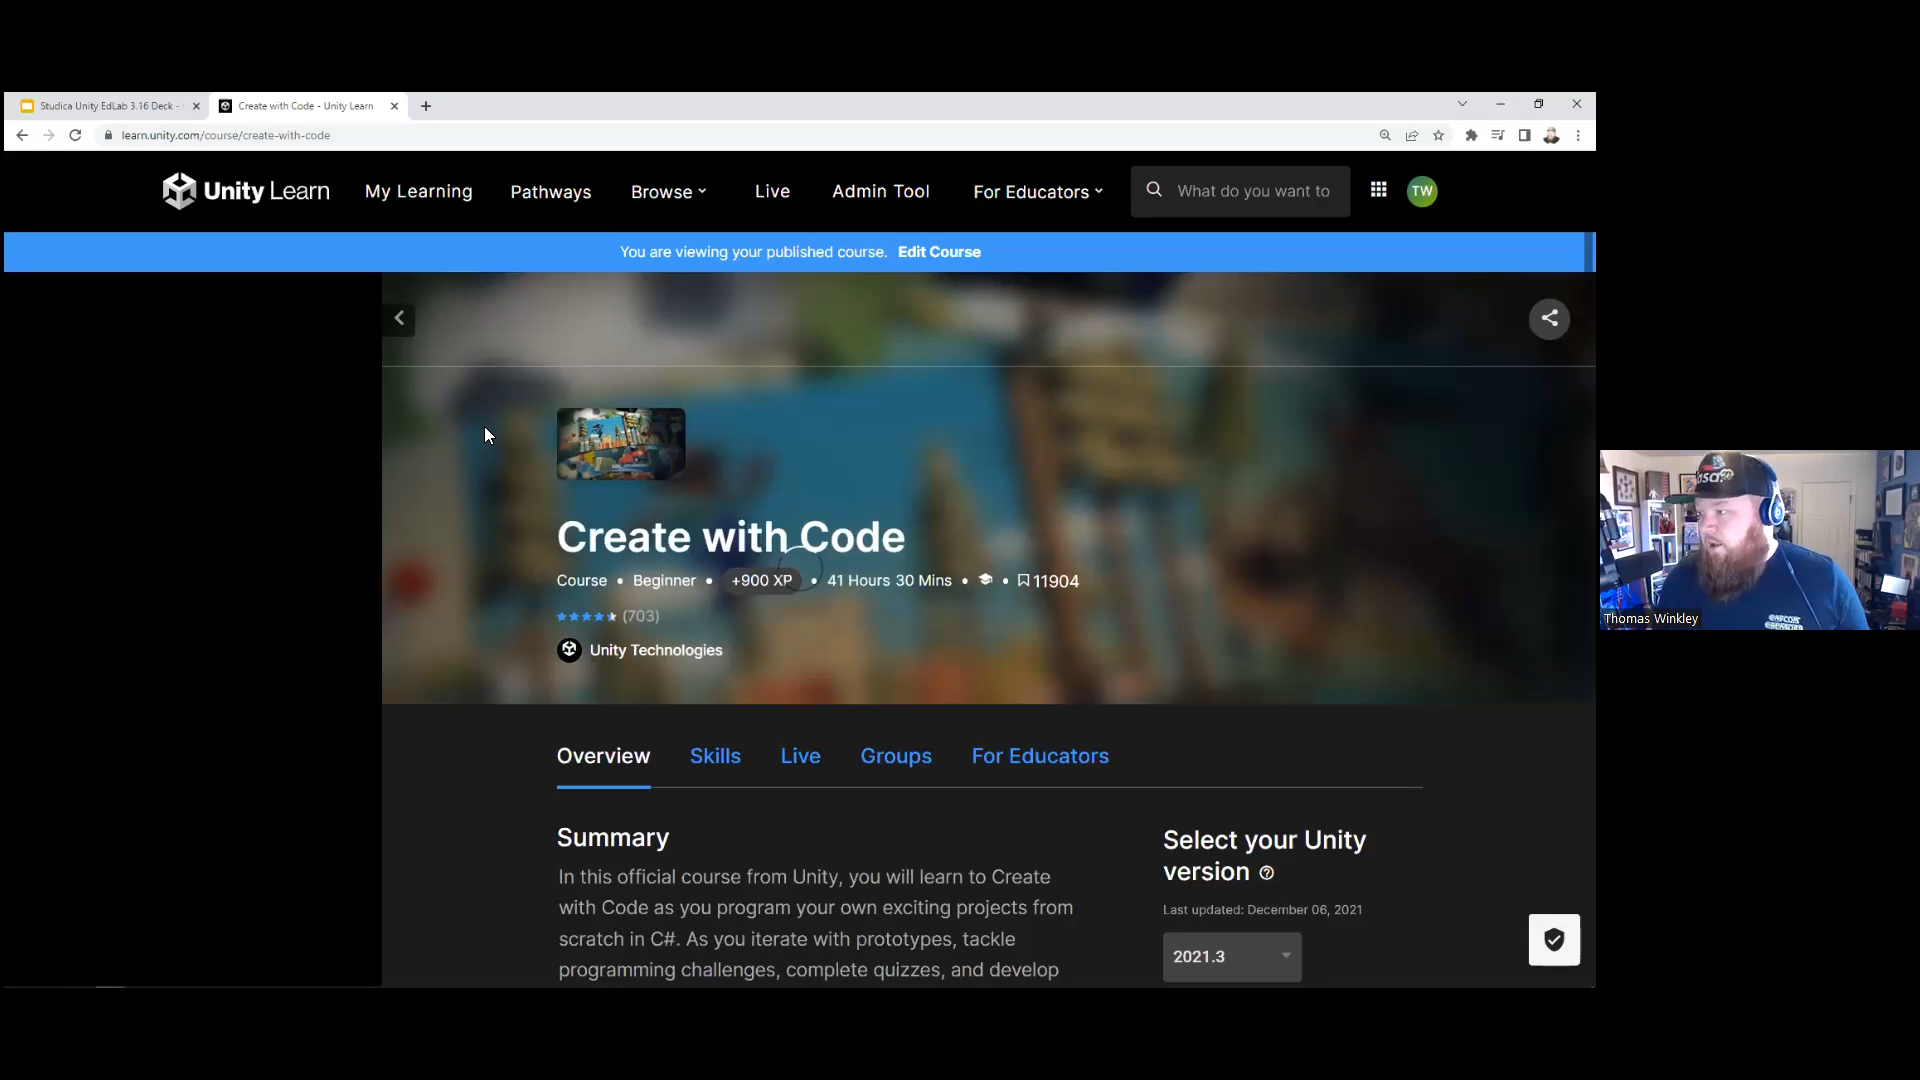 Studica Unity EdLab 3.16 Deck -
Create with Code - Unity Learn
learn.unity.com/course/create-with-code
Unity Learn
My Learning
Pathways
Browse
Live
Admin Tool
For Educators
What do you want to
TW
You are viewing your published course. Edit Course
Create with Code
Course • Beginner • +900 XP • 41 Hours 30 Mins • • 11904
(703)
Unity Technologies
Thomas Winkley
Overview
Skills
Live
Groups
For Educators
Summary
In this official course from Unity, you will learn to Create
with Code as you program your own exciting projects from
scratch in C#. As you iterate with prototypes, tackle
programming challenges, complete quizzes, and develop
Select your Unity
version
Last updated: December 06, 2021
2021.3